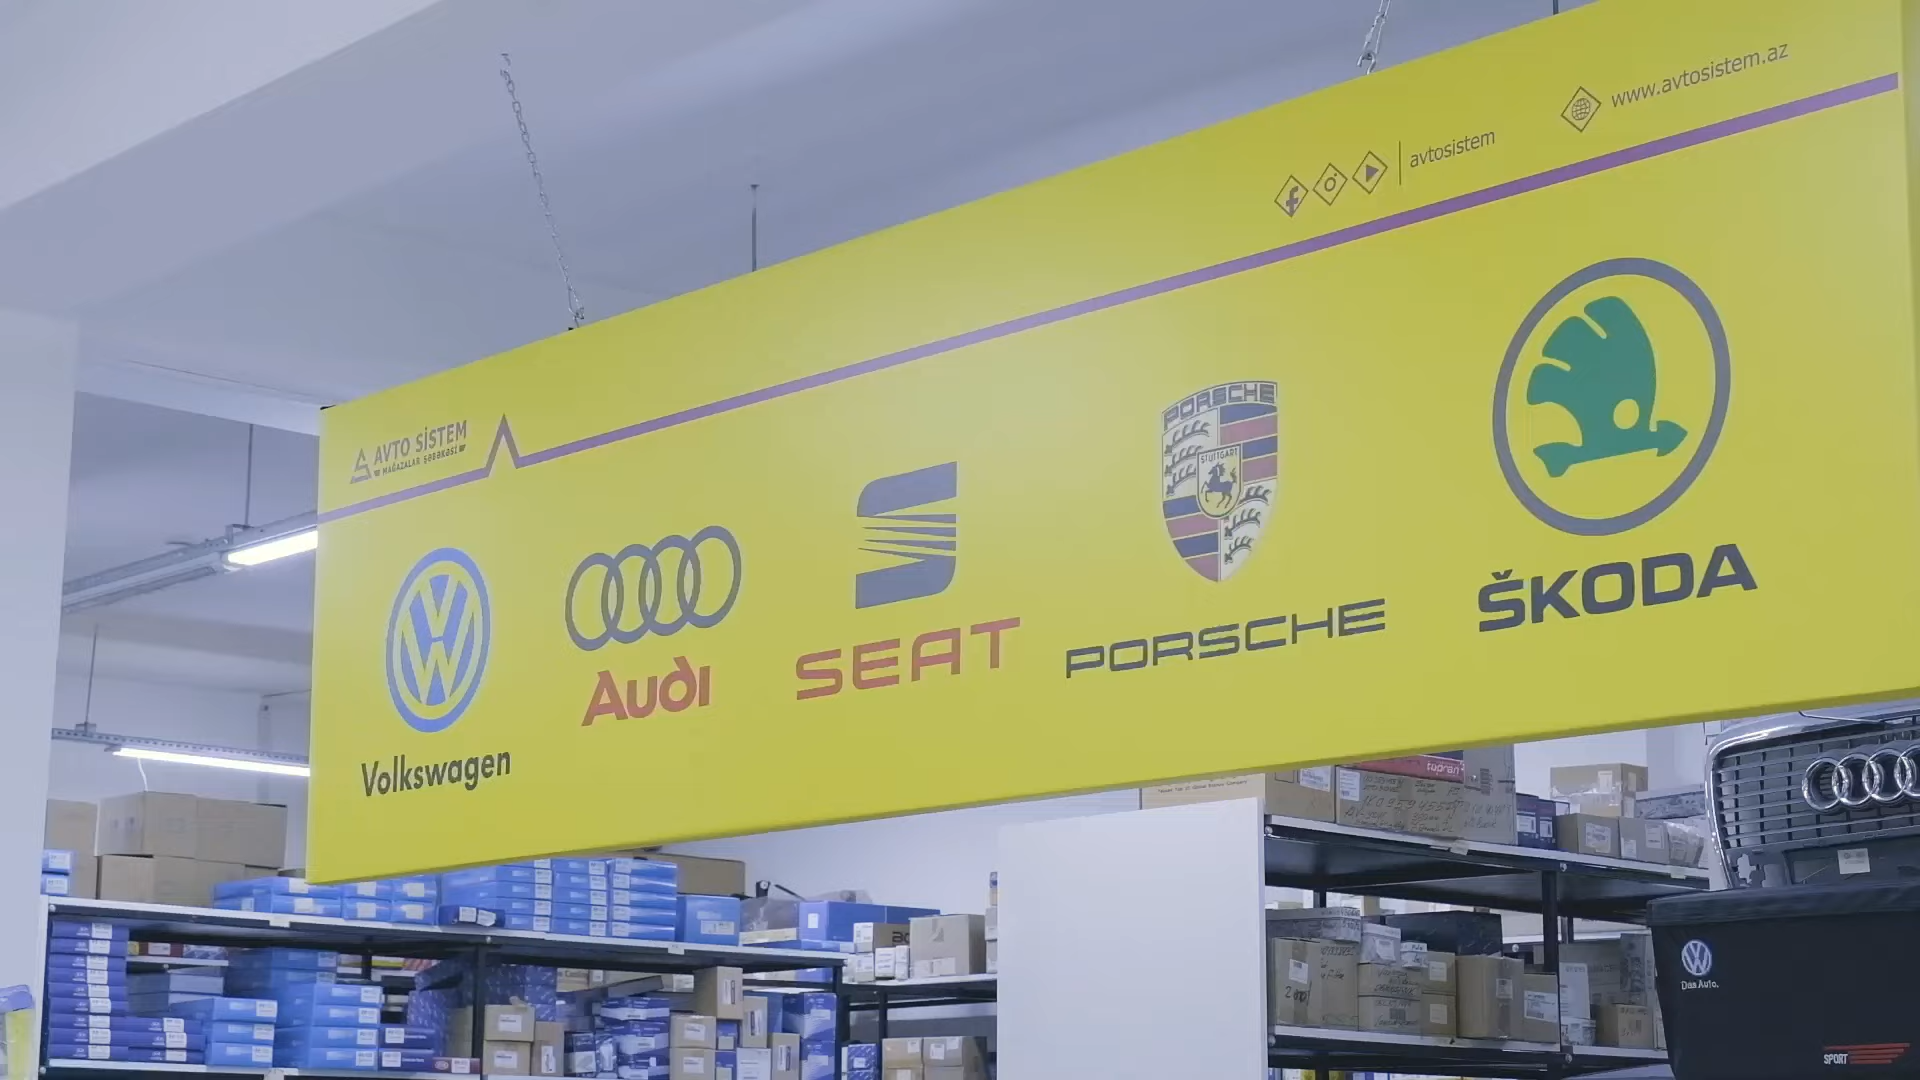 www.avtosistem.az
avtosistem
AVTO SİSTEM
MAĞAZALAR ŞƏBƏKƏSİ
PORSCHE
STUTTGART
Volkswagen
Audi
SEAT
PORSCHE
ŠKODA
topran
Das Auto.
SPORT